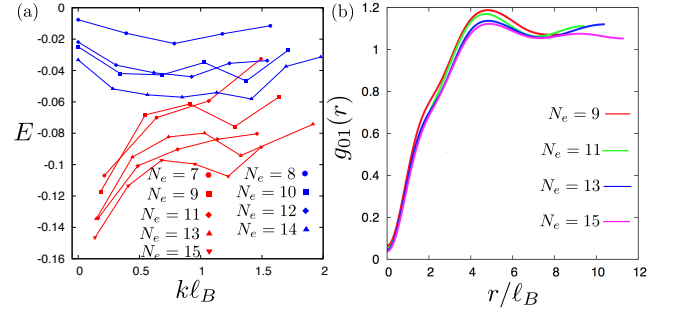 (a)
E
0
-0.02
-0.04
-0.06
-0.08
-0.1
-0.12
-0.14
-0.16
0 0.5 1 1.5 2
kℓ_B
N_e = 7
N_e = 9
N_e = 11
N_e = 13
N_e = 15
N_e = 8
N_e = 10
N_e = 12
N_e = 14
(b)
g_01(r)
1.2
1
0.8
0.6
0.4
0.2
0
0 2 4 6 8 10 12
r/ℓ_B
N_e = 9
N_e = 11
N_e = 13
N_e = 15